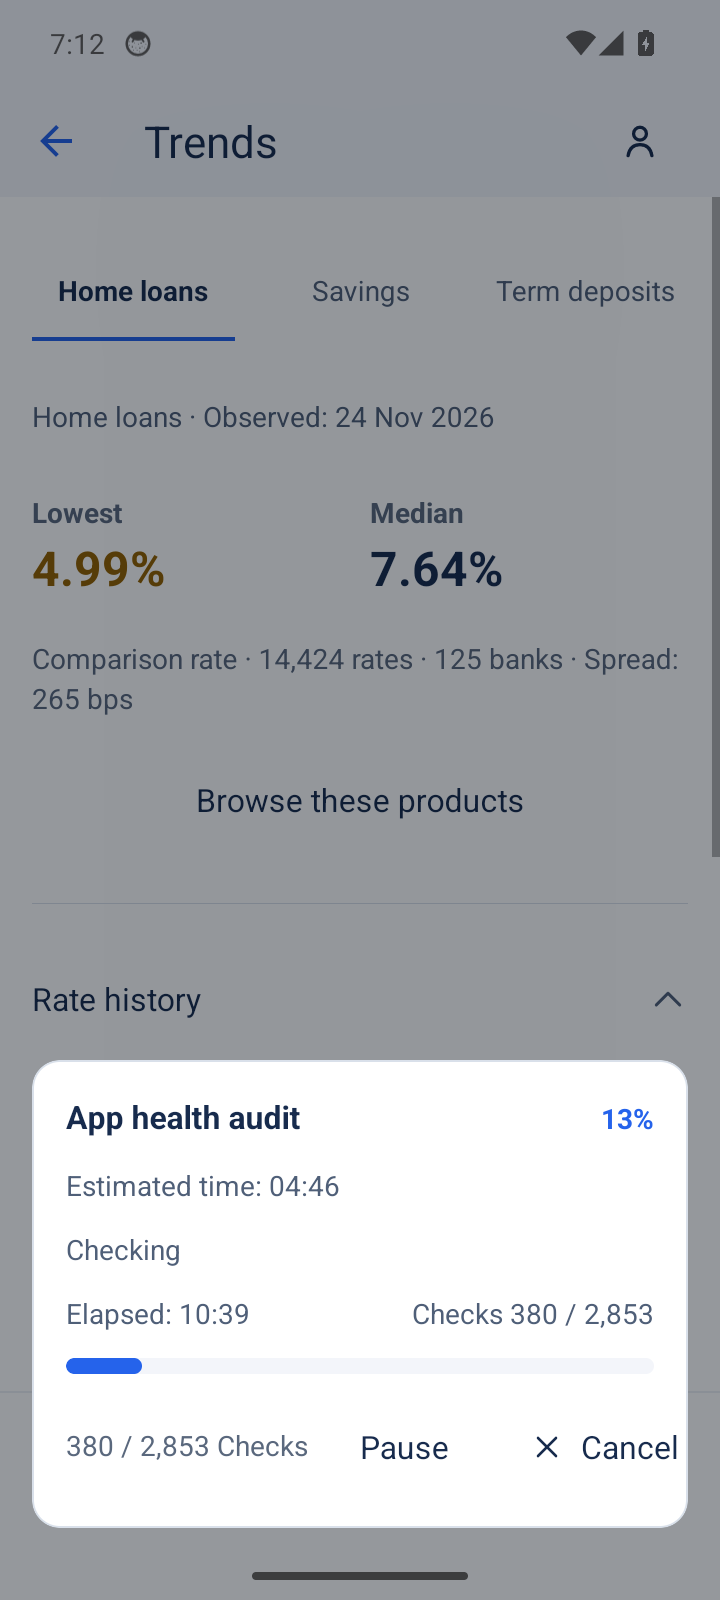 7:12
Trends
Home loans
Savings
Term deposits
Home loans · Observed: 24 Nov 2026
Lowest
Median
4.99%
7.64%
Comparison rate · 14,424 rates · 125 banks · Spread:
265 bps
Browse these products
Rate history
App health audit
13%
Estimated time: 04:46
Checking
Elapsed: 10:39
Checks 380 / 2,853
380 / 2,853 Checks
Pause
Cancel